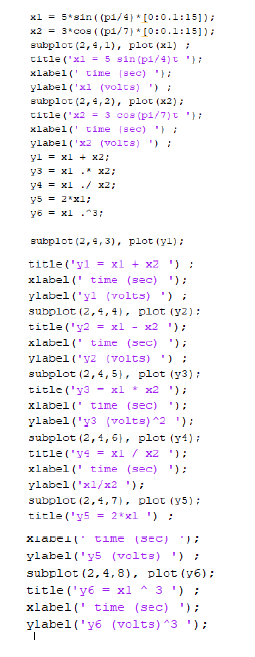 x1 = 5*sin((pi/4)*[0:0.1:15]);
x2 = 3*cos((pi/7)*[0:0.1:15]);
subplot(2,4,1), plot(x1) ;
title('x1 = 5 sin(pi/4)t ');
xlabel(' time (sec) ');
ylabel('x1 (volts) ') ;
subplot(2,4,2), plot(x2);
title('x2 = 3 cos(pi/7)t ');
xlabel(' time (sec) ') ;
ylabel('x2 (volts) ') ;
y1 = x1 + x2;
y3 = x1 .* x2;
y4 = x1 ./ x2;
y5 = 2*x1;
y6 = x1 .^3;
subplot(2,4,3), plot(y1);
title('y1 = x1 + x2 ') ;
xlabel(' time (sec) ');
ylabel('y1 (volts) ') ;
subplot(2,4,4), plot(y2);
title('y2 = x1 - x2 ');
xlabel(' time (sec) ');
ylabel('y2 (volts) ') ;
subplot(2,4,5), plot(y3);
title('y3 = x1 * x2 ');
xlabel(' time (sec) ');
ylabel('y3 (volts)^2 ');
subplot(2,4,6), plot(y4);
title('y4 = x1 / x2 ');
xlabel(' time (sec) ');
ylabel('x1/x2 ');
subplot(2,4,7), plot(y5);
title('y5 = 2*x1 ') ;
xlabel(' time (sec) ');
ylabel('y5 (volts) ') ;
subplot(2,4,8), plot(y6);
title('y6 = x1 ^ 3 ') ;
xlabel(' time (sec) ');
ylabel('y6 (volts)^3 ');